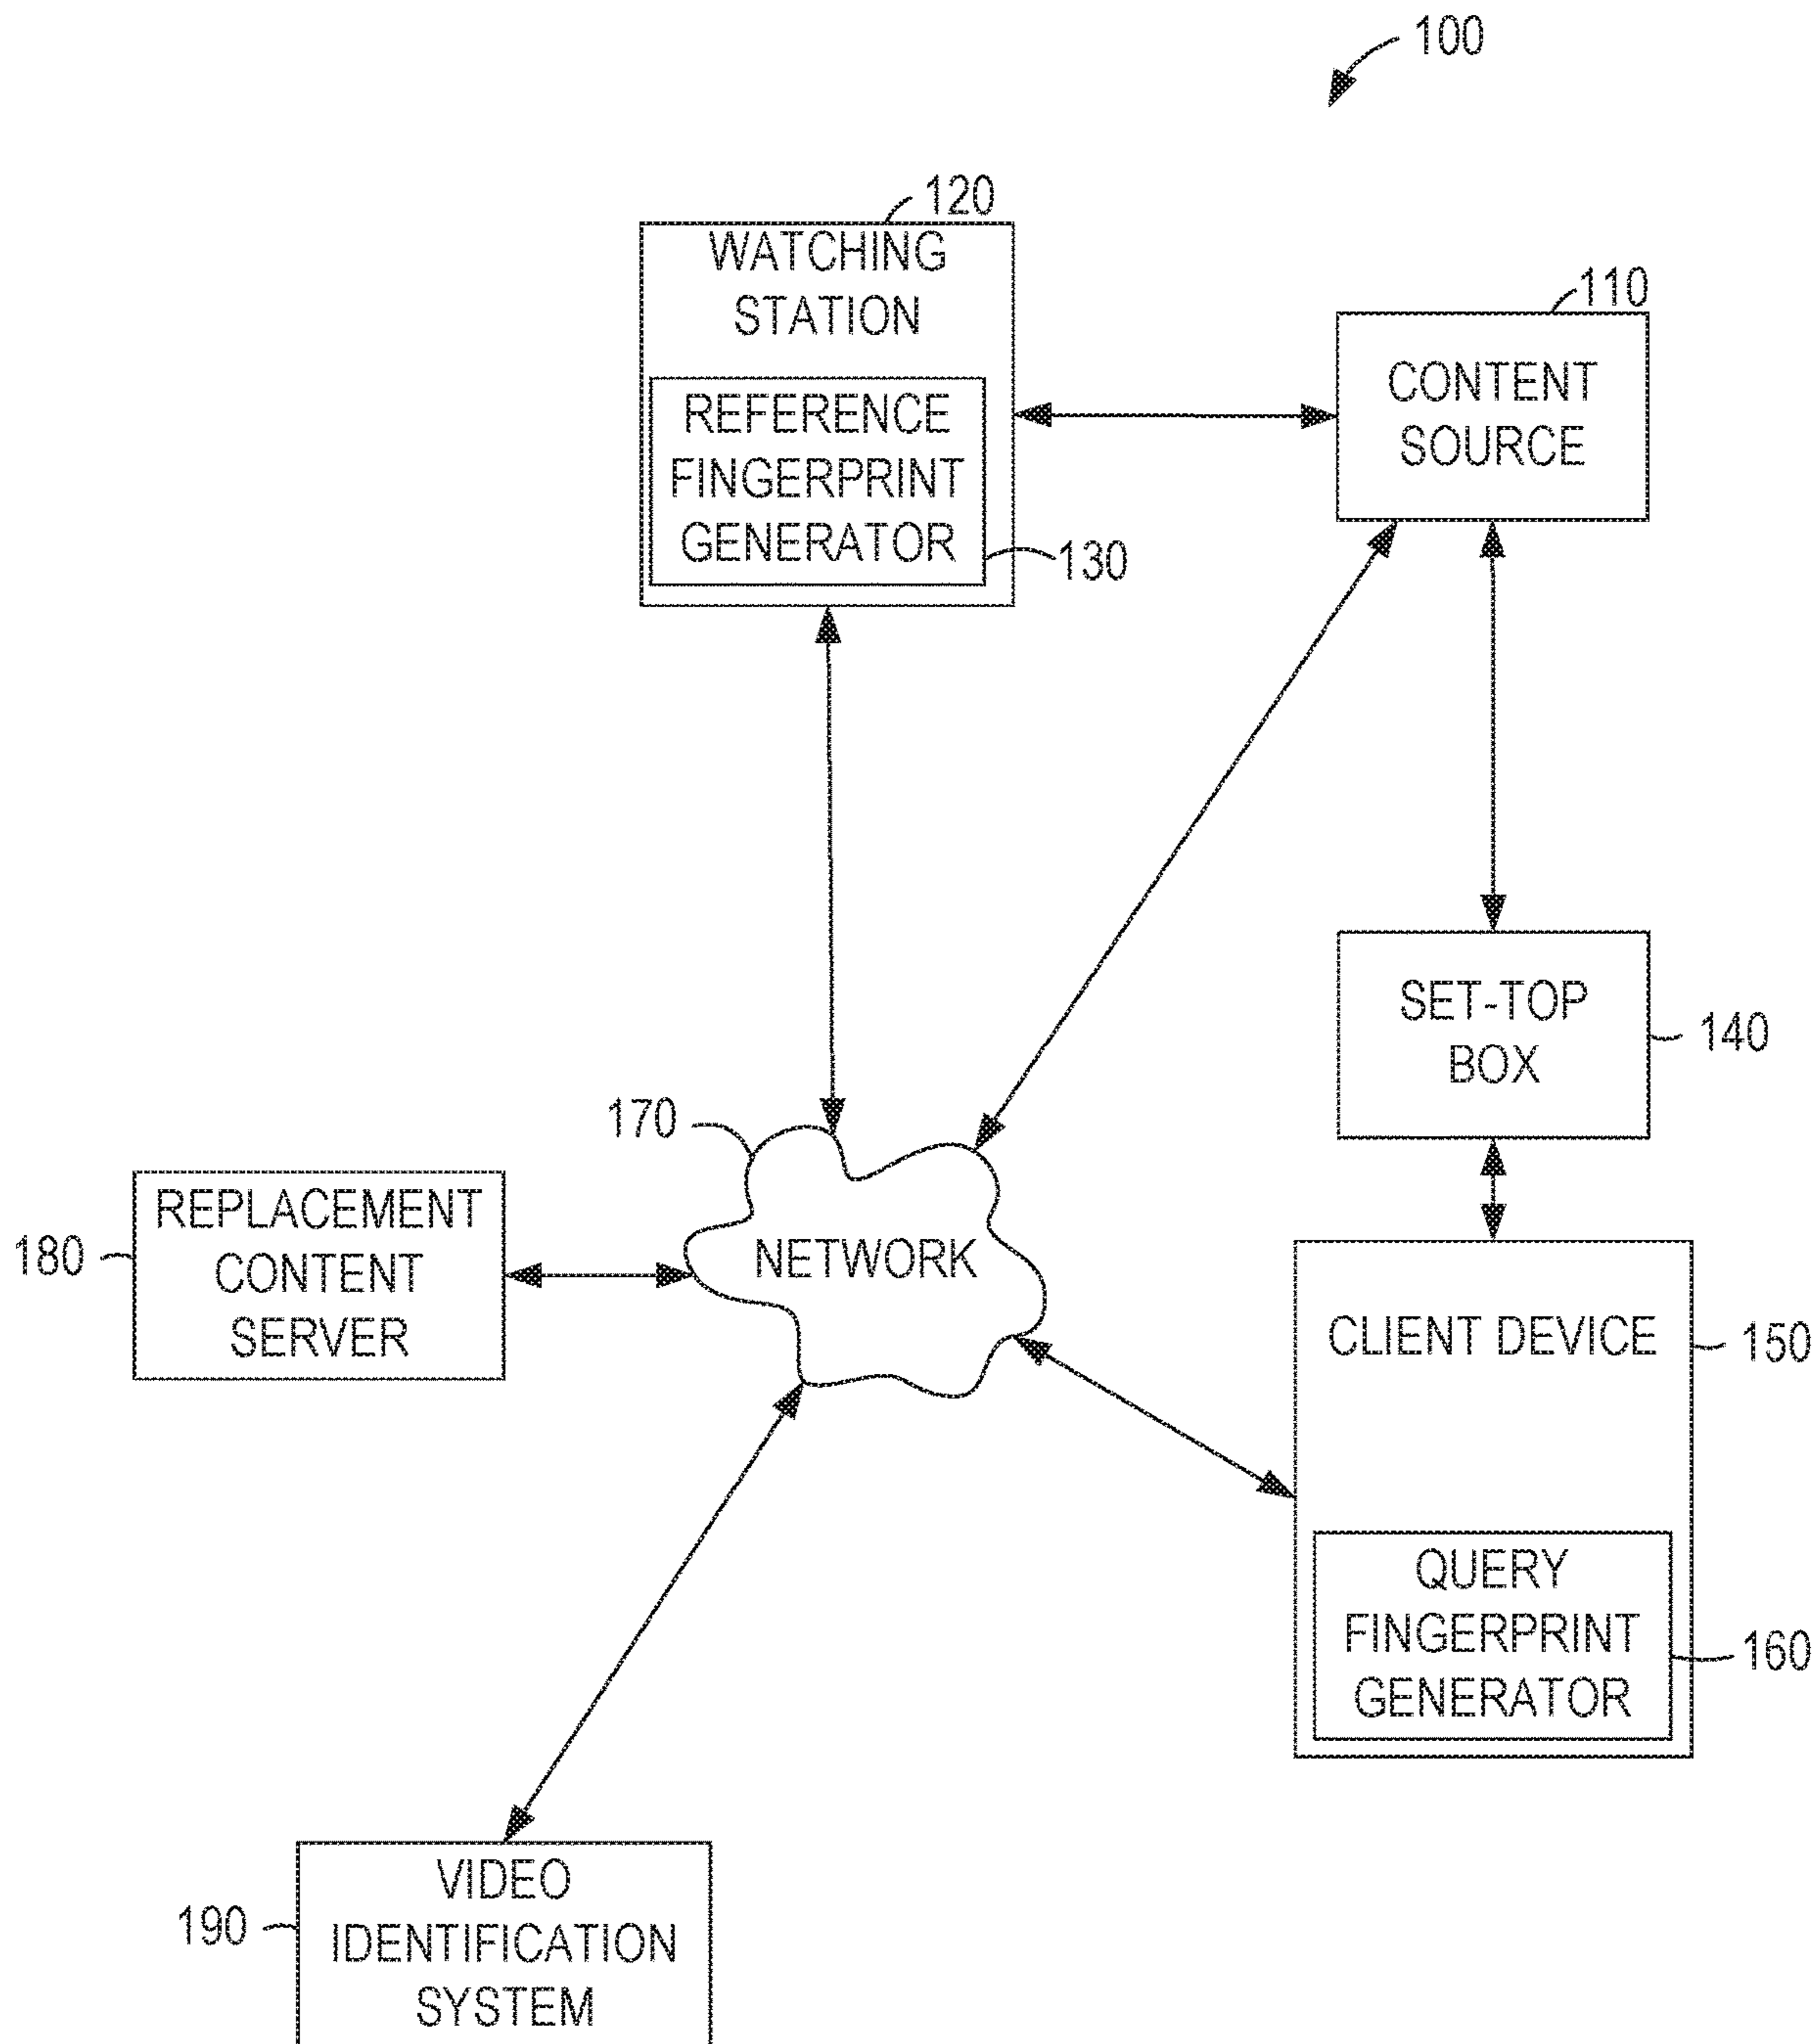 100
120
WATCHING
STATION
110
CONTENT
SOURCE
REFERENCE
FINGERPRINT
GENERATOR
130
SET-TOP
BOX
140
170
NETWORK
REPLACEMENT
CONTENT
SERVER
180
CLIENT DEVICE
150
QUERY
FINGERPRINT
GENERATOR
160
VIDEO
IDENTIFICATION
SYSTEM
190